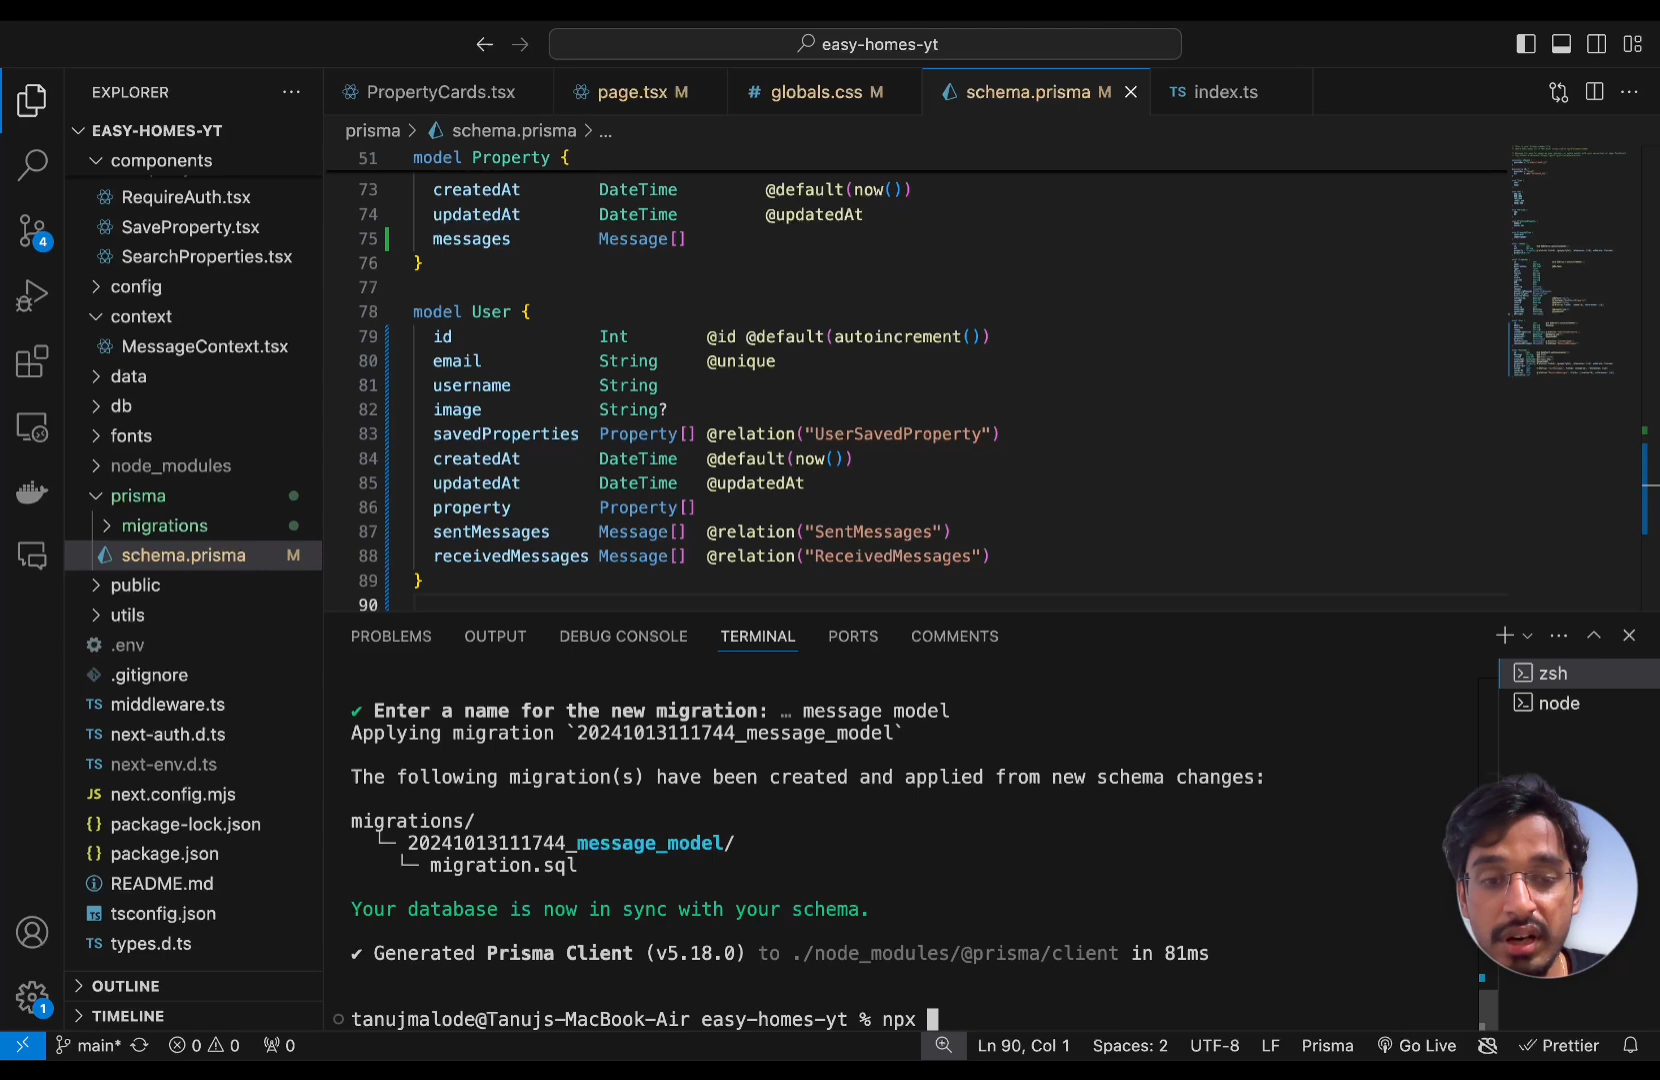 easy-homes-yt
EXPLORER
PropertyCards.tsx
page.tsx M
# globals.css M
schema.prisma M
TS index.ts
EASY-HOMES-YT
components
RequireAuth.tsx
SaveProperty.tsx
SearchProperties.tsx
config
context
MessageContext.tsx
data
db
fonts
node_modules
prisma
migrations
schema.prisma M
public
utils
.env
.gitignore
TS middleware.ts
TS next-auth.d.ts
TS next-env.d.ts
JS next.config.mjs
{} package-lock.json
{} package.json
README.md
TS tsconfig.json
TS types.d.ts
OUTLINE
TIMELINE
4
1
prisma > schema.prisma > ...
51 model Property {
73 createdAt DateTime @default(now())
74 updatedAt DateTime @updatedAt
75 messages Message[]
76 }
77
78 model User {
79 id Int @id @default(autoincrement())
80 email String @unique
81 username String
82 image String?
83 savedProperties Property[] @relation("UserSavedProperty")
84 createdAt DateTime @default(now())
85 updatedAt DateTime @updatedAt
86 property Property[]
87 sentMessages Message[] @relation("SentMessages")
88 receivedMessages Message[] @relation("ReceivedMessages")
89 }
90
PROBLEMS OUTPUT DEBUG CONSOLE TERMINAL PORTS COMMENTS
zsh
node
✔ Enter a name for the new migration: … message model
Applying migration `20241013111744_message_model`
The following migration(s) have been created and applied from new schema changes:
migrations/
└─ 20241013111744_message_model/
└─ migration.sql
Your database is now in sync with your schema.
✔ Generated Prisma Client (v5.18.0) to ./node_modules/@prisma/client in 81ms
tanujmalode@Tanujs-MacBook-Air easy-homes-yt % npx
main* 0 0 0 Ln 90, Col 1 Spaces: 2 UTF-8 LF Prisma Go Live Prettier